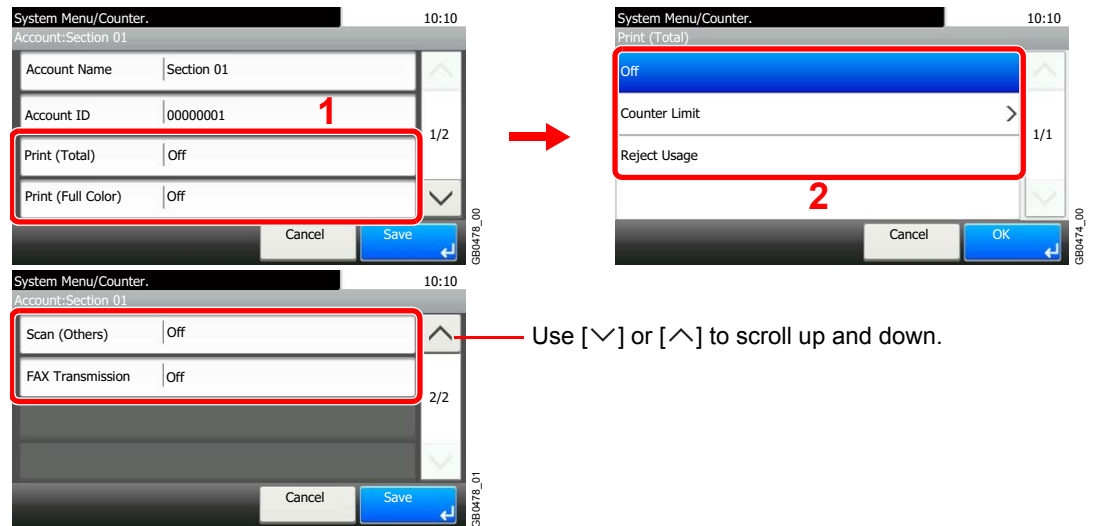 System Menu/Counter. 10:10
Account:Section 01
Account Name Section 01
Account ID 00000001
1
1/2
Print (Total) Off
Print (Full Color) Off
Cancel Save
GB0478_00
System Menu/Counter. 10:10
Print (Total)
Off
Counter Limit
1/1
Reject Usage
2
Cancel OK
GB0474_00
System Menu/Counter. 10:10
Account:Section 01
Scan (Others) Off
Use [∨] or [∧] to scroll up and down.
FAX Transmission Off
2/2
Cancel Save
GB0478_01